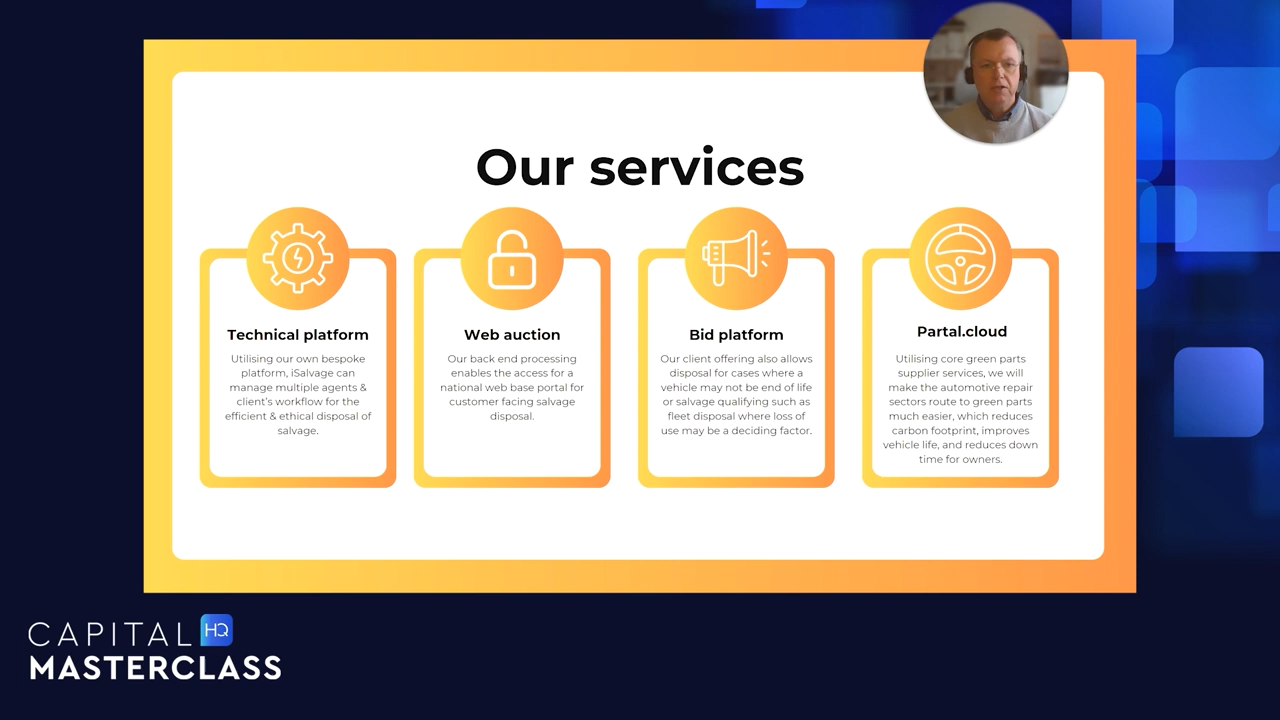 Our services
Technical platform
Utilising our own bespoke
platform, iSalvage can
manage multiple agents &
client's workflow for the
efficient & ethical disposal of
salvage.
Web auction
Our back end processing
enables the access for a
national web base portal for
customer facing salvage
disposal.
Bid platform
Our client offering also allows
disposal for cases where a
vehicle may not be end of life
or salvage qualifying such as
fleet disposal where loss of
use may be a deciding factor.
Partal.cloud
Utilising core green parts
supplier services, we will
make the automotive repair
sectors route to green parts
much easier, which reduces
carbon footprint, improves
vehicle life, and reduces down
time for owners.
CAPITAL HQ
MASTERCLASS